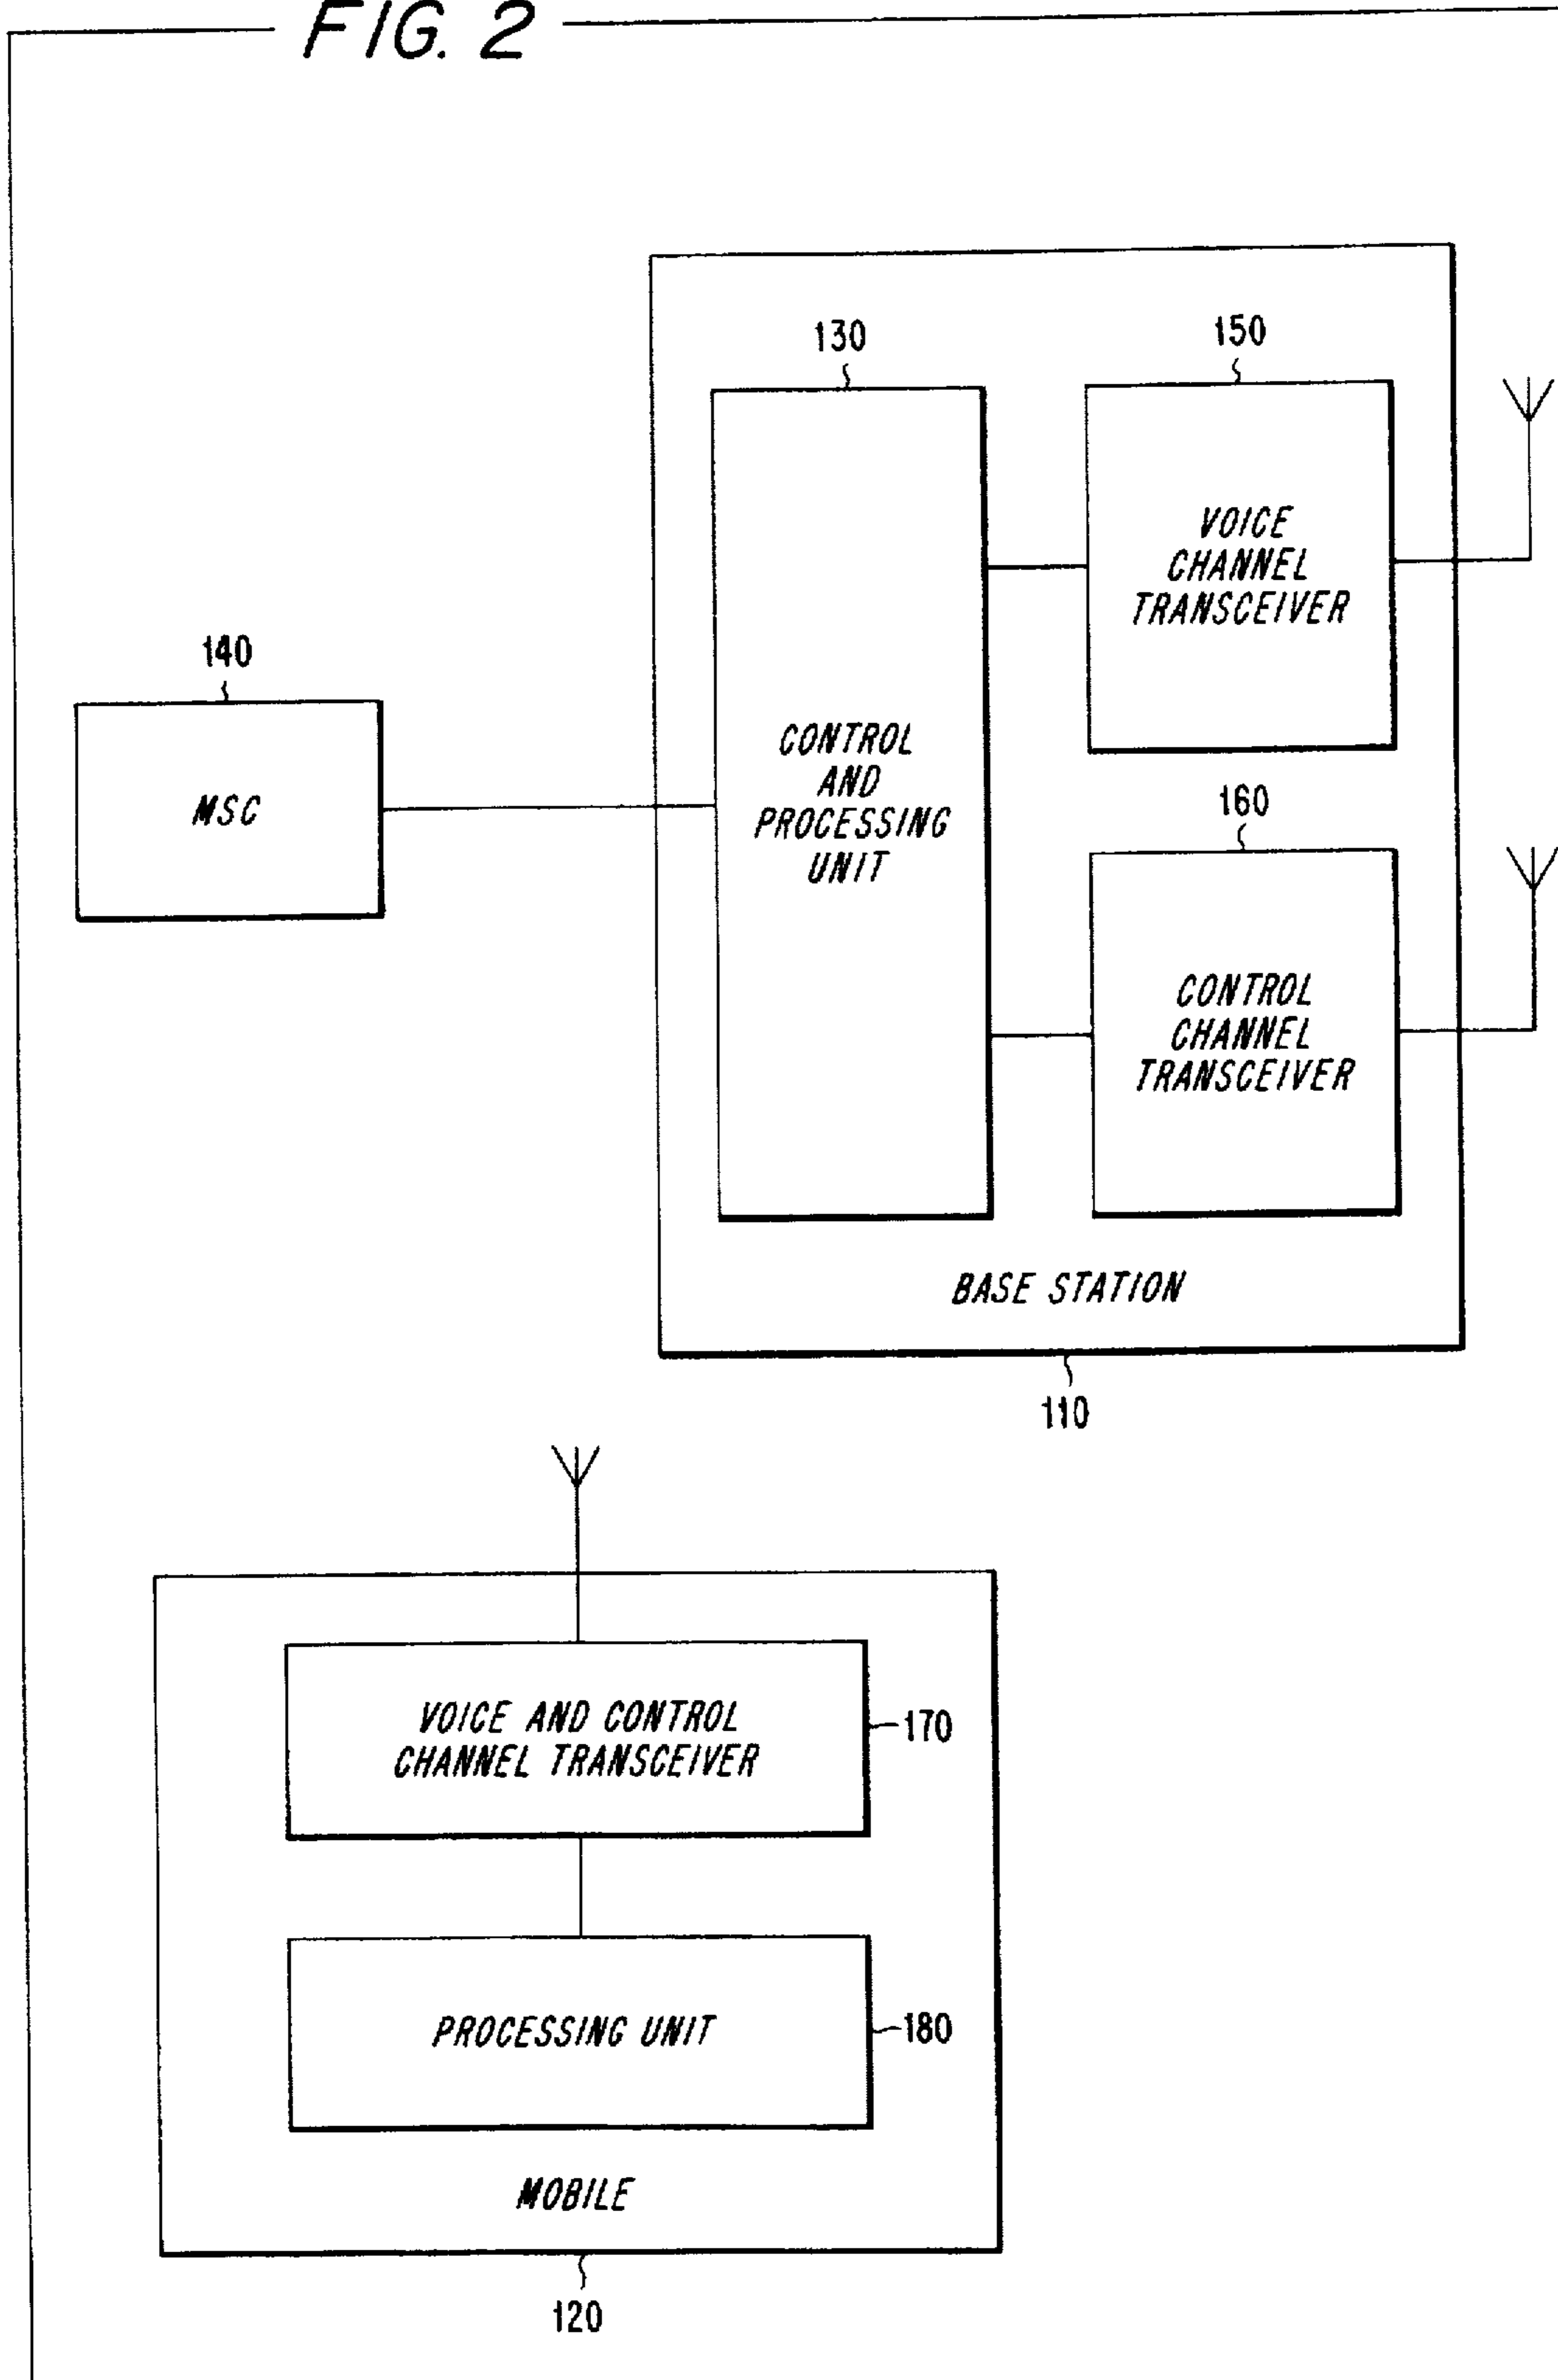 FIG. 2
130
150
VOICE
CHANNEL
TRANSCEIVER
140
MSC
CONTROL
AND
PROCESSING
UNIT
160
CONTROL
CHANNEL
TRANSCEIVER
BASE STATION
110
VOICE AND CONTROL
CHANNEL TRANSCEIVER
170
PROCESSING UNIT
180
MOBILE
120